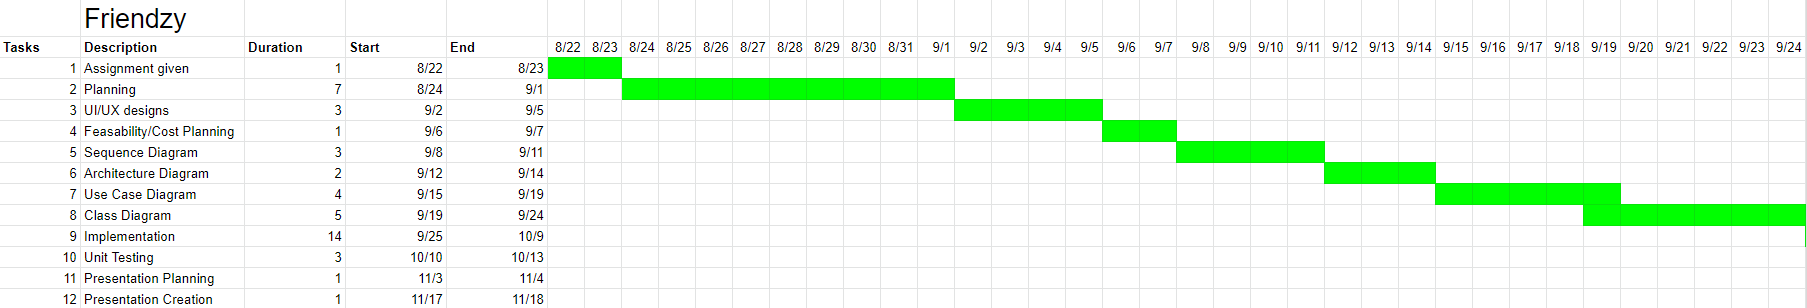 Friendzy
Tasks Description Duration Start End 8/22 8/23 8/24 8/25 8/26 8/27 8/28 8/29 8/30 8/31 9/1 9/2 9/3 9/4 9/5 9/6 9/7 9/8 9/9 9/10 9/11 9/12 9/13 9/14 9/15 9/16 9/17 9/18 9/19 9/20 9/21 9/22 9/23 9/24
1 Assignment given 1 8/22 8/23
2 Planning 7 8/24 9/1
3 UI/UX designs 3 9/2 9/5
4 Feasability/Cost Planning 1 9/6 9/7
5 Sequence Diagram 3 9/8 9/11
6 Architecture Diagram 2 9/12 9/14
7 Use Case Diagram 4 9/15 9/19
8 Class Diagram 5 9/19 9/24
9 Implementation 14 9/25 10/9
10 Unit Testing 3 10/10 10/13
11 Presentation Planning 1 11/3 11/4
12 Presentation Creation 1 11/17 11/18